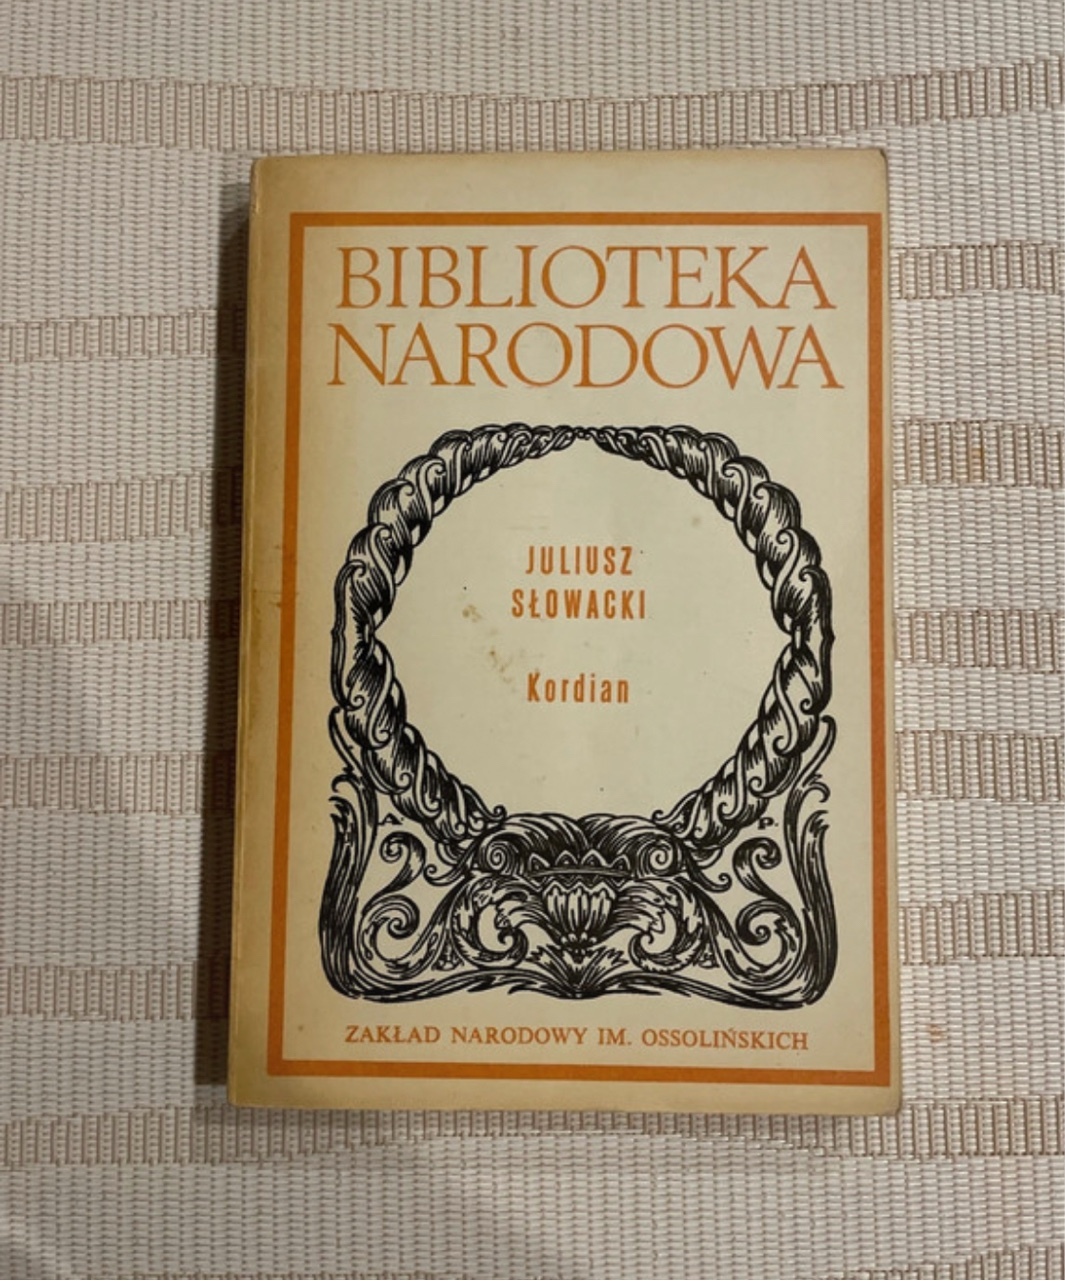 BIBLIOTEKA
NARODOWA
JULIUSZ
SŁOWACKI
Kordian
A. P.
ZAKŁAD NARODOWY IM. OSSOLIŃSKICH